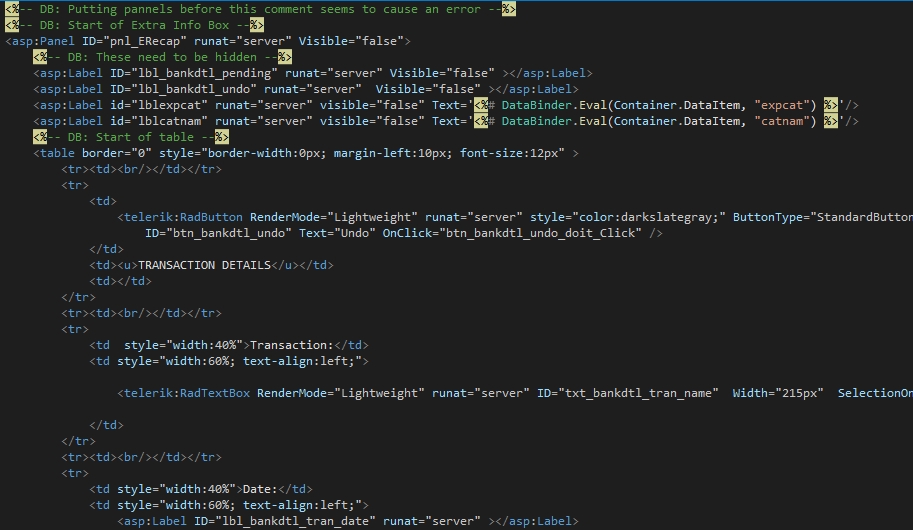 <%-- DB: Putting pannels before this comment seems to cause an error --%>
<%-- DB: Start of Extra Info Box --%>
<asp:Panel ID="pnl_ERecap" runat="server" Visible="false">
<%-- DB: These need to be hidden --%>
<asp:Label ID="lbl_bankdtl_pending" runat="server" Visible="false" ></asp:Label>
<asp:Label ID="lbl_bankdtl_undo" runat="server"  Visible="false" ></asp:Label>
<asp:Label id="lblexpcat" runat="server" visible="false" Text='<%# DataBinder.Eval(Container.DataItem, "expcat") %>'/>
<asp:Label id="lblcatnam" runat="server" visible="false" Text='<%# DataBinder.Eval(Container.DataItem, "catnam") %>'/>
<%-- DB: Start of table --%>
<table border="0" style="border-width:0px; margin-left:10px; font-size:12px" >
<tr><td><br/></td></tr>
<tr>
<td>
<telerik:RadButton RenderMode="Lightweight" runat="server" style="color:darkslategray;" ButtonType="StandardButton
ID="btn_bankdtl_undo" Text="Undo" OnClick="btn_bankdtl_undo_doit_Click" />
</td>
<td><u>TRANSACTION DETAILS</u></td>
<td></td>
</tr>
<tr><td><br/></td></tr>
<tr>
<td  style="width:40%">Transaction:</td>
<td style="width:60%; text-align:left;">
<telerik:RadTextBox RenderMode="Lightweight" runat="server" ID="txt_bankdtl_tran_name"  Width="215px"  SelectionOn
</td>
</tr>
<tr><td><br/></td></tr>
<tr>
<td style="width:40%">Date:</td>
<td style="width:60%; text-align:left;">
<asp:Label ID="lbl_bankdtl_tran_date" runat="server" ></asp:Label>